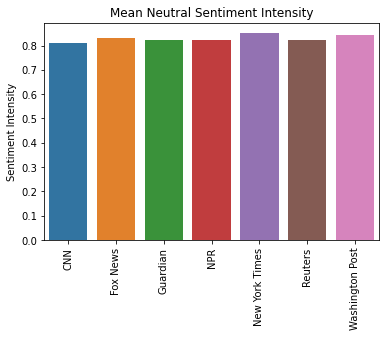 Mean Neutral Sentiment Intensity
Sentiment Intensity
0.8
0.7
0.6
0.5
0.4
0.3
0.2
0.1
0.0
CNN
Fox News
Guardian
NPR
New York Times
Reuters
Washington Post